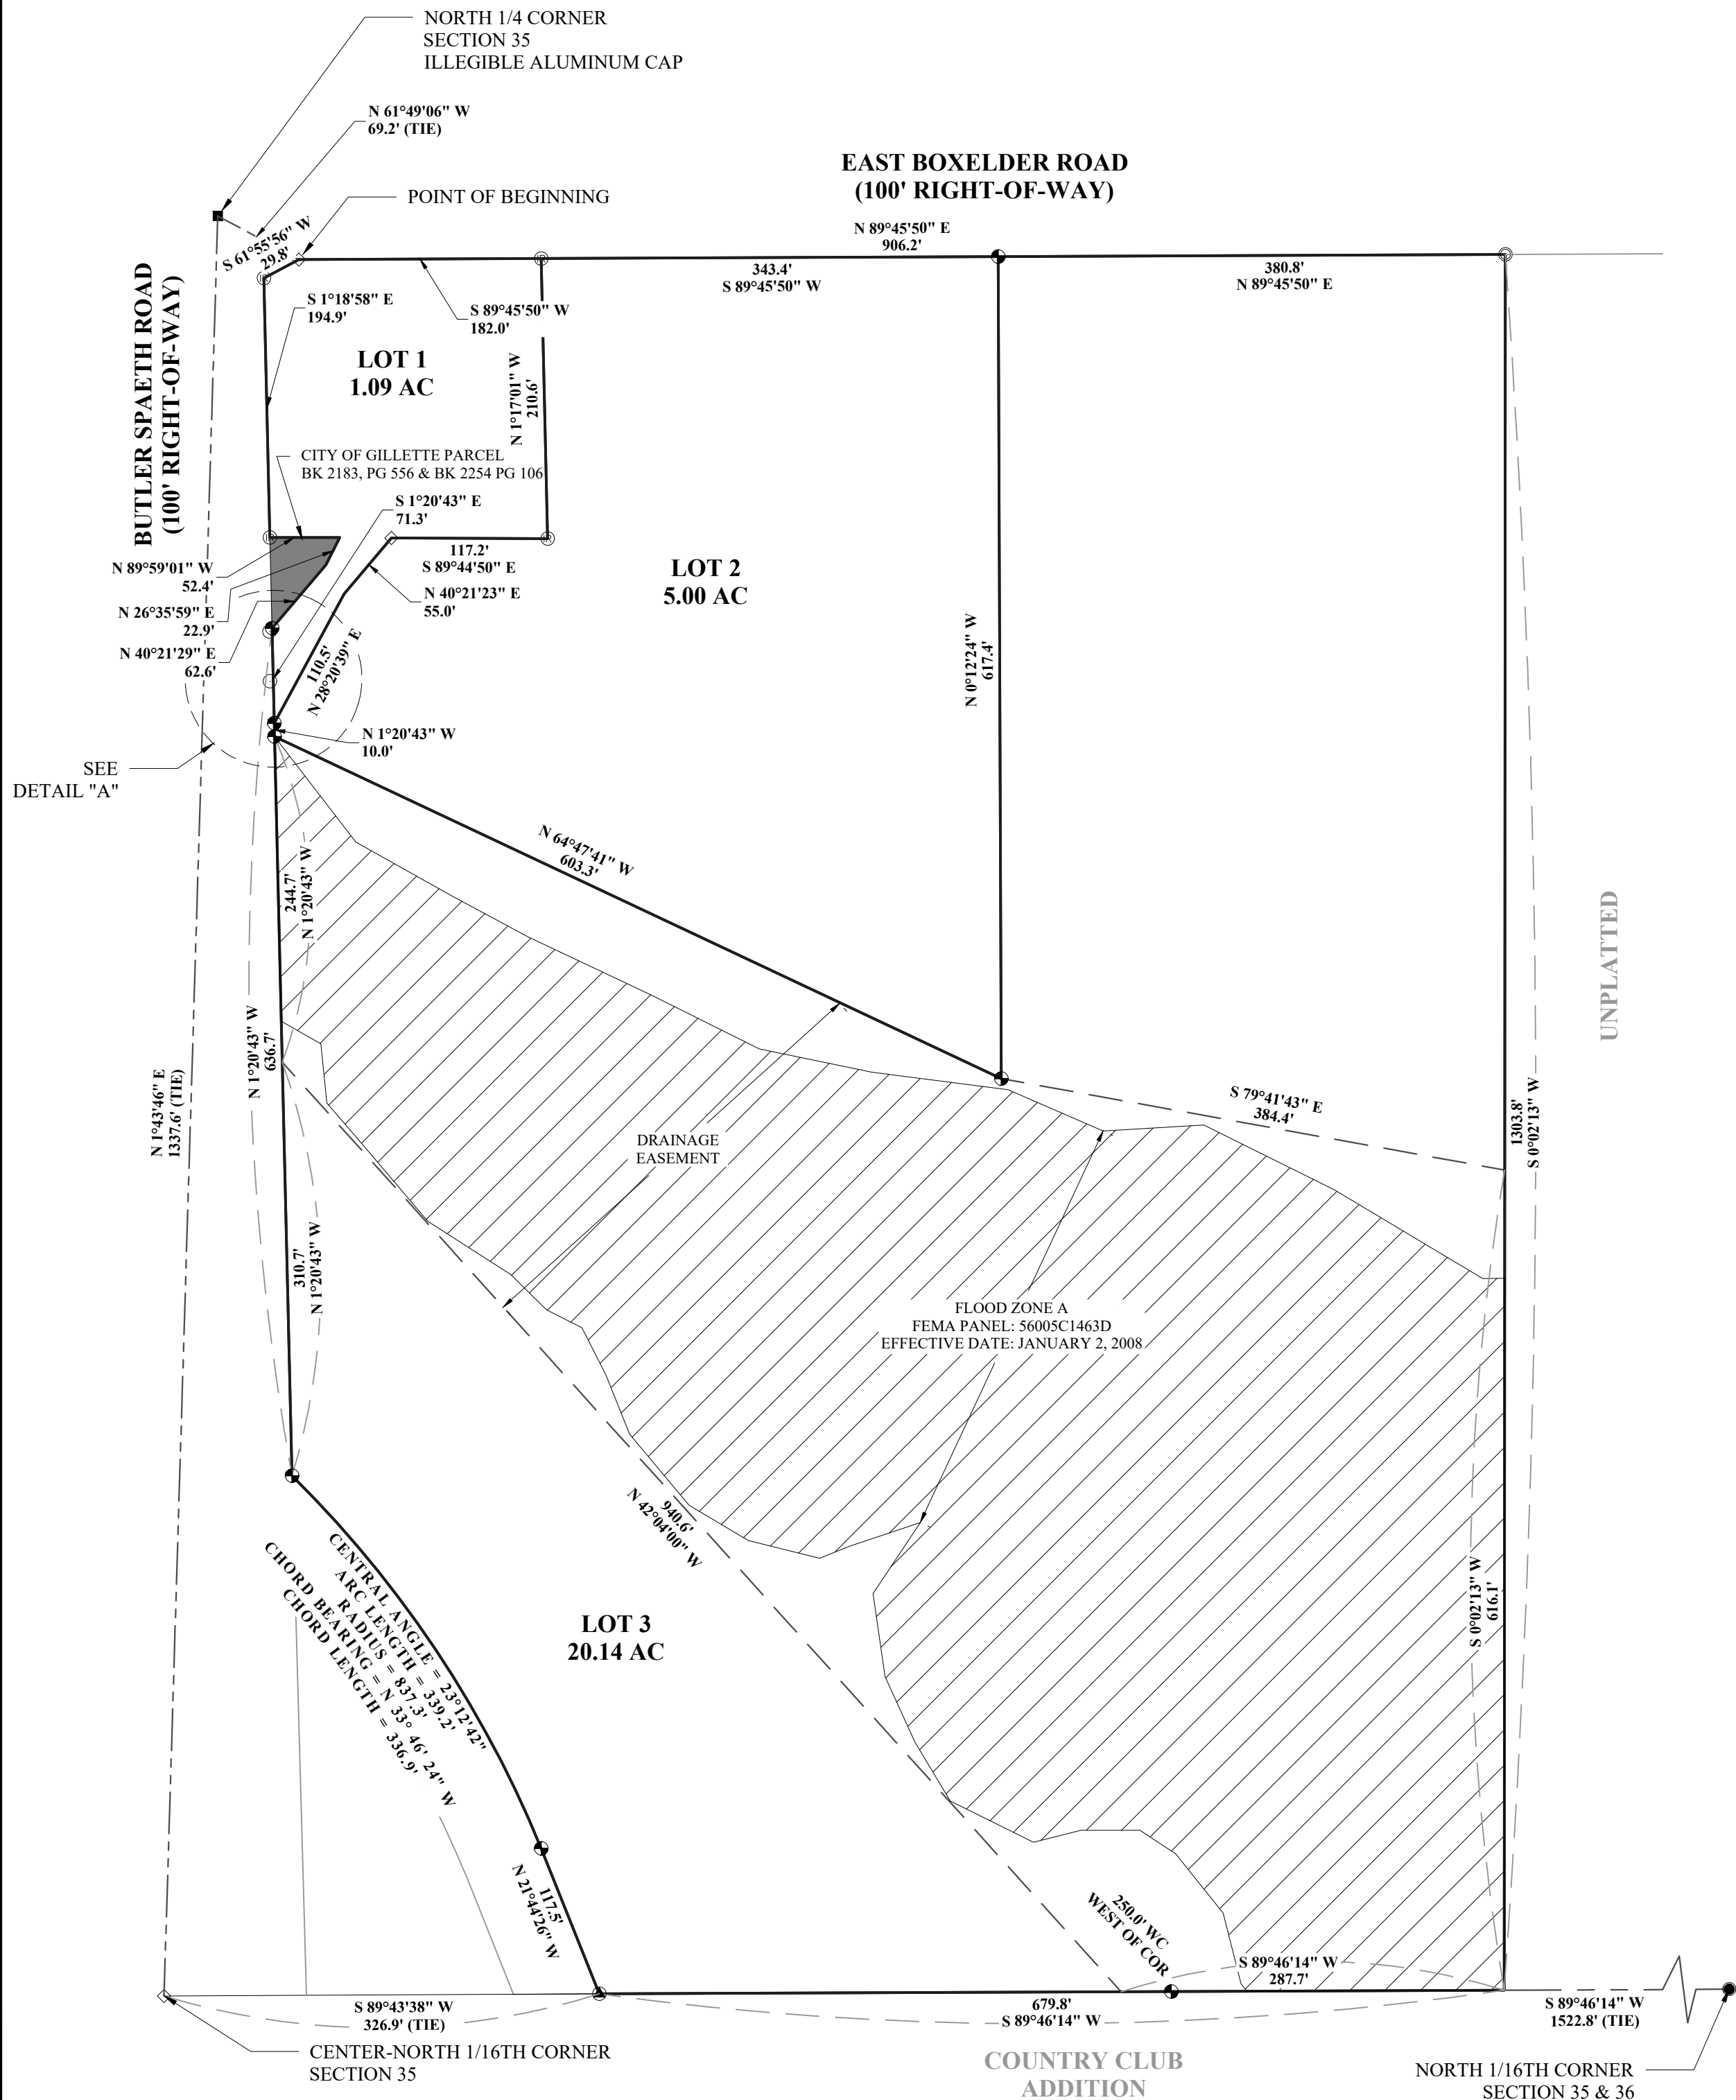 NORTH 1/4 CORNER
SECTION 35
ILLEGIBLE ALUMINUM CAP
N 61°49'06" W
69.2' (TIE)
EAST BOXELDER ROAD
(100' RIGHT-OF-WAY)
POINT OF BEGINNING
S 61°55'56" W
29.8'
N 89°45'50" E
906.2'
343.4'
S 89°45'50" W
380.8'
N 89°45'50" E
BUTLER SPAETH ROAD
(100' RIGHT-OF-WAY)
S 1°18'58" E
194.9'
S 89°45'50" W
182.0'
LOT 1
1.09 AC
N 1°17'01" W
210.6'
CITY OF GILLETTE PARCEL
BK 2183, PG 556 & BK 2254 PG 106
S 1°20'43" E
71.3'
117.2'
S 89°44'50" E
N 89°59'01" W
52.4'
N 40°21'23" E
55.0'
N 26°35'59" E
22.9'
N 40°21'29" E
62.6'
LOT 2
5.00 AC
110.5'
N 28°20'39" E
N 0°12'24" W
617.4'
N 1°20'43" W
10.0'
SEE
DETAIL "A"
N 64°47'41" W
603.3'
244.7'
N 1°20'43" W
UNPLATTED
N 1°20'43" W
636.7'
N 1°43'46" E
1337.6' (TIE)
S 79°41'43" E
384.4'
1303.8'
S 0°02'13" W
DRAINAGE
EASEMENT
310.7'
N 1°20'43" W
FLOOD ZONE A
FEMA PANEL: 56005C1463D
EFFECTIVE DATE: JANUARY 2, 2008
940.6'
N 42°04'00" W
S 0°02'13" W
616.1'
CENTRAL ANGLE = 23°12'42"
ARC LENGTH = 339.2'
RADIUS = 837.3'
CHORD BEARING = N 33° 46' 24" W
CHORD LENGTH = 336.9'
LOT 3
20.14 AC
117.5'
N 21°44'26" W
250.0' WC
WEST OF COR
S 89°46'14" W
287.7'
S 89°43'38" W
326.9' (TIE)
679.8'
S 89°46'14" W
S 89°46'14" W
1522.8' (TIE)
CENTER-NORTH 1/16TH CORNER
SECTION 35
COUNTRY CLUB
ADDITION
NORTH 1/16TH CORNER
SECTION 35 & 36